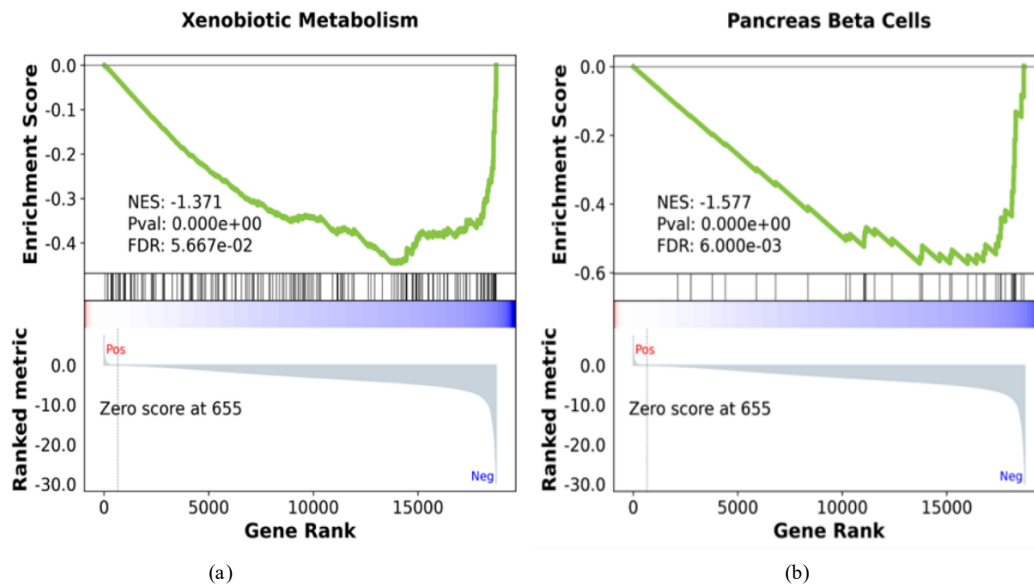 Xenobiotic Metabolism
Enrichment Score
0.0
-0.1
-0.2
-0.3
-0.4
NES: -1.371
Pval: 0.000e+00
FDR: 5.667e-02
Ranked metric
0.0
-10.0
-20.0
-30.0
Pos
Zero score at 655
Neg
0 5000 10000 15000
Gene Rank
(a)
Pancreas Beta Cells
Enrichment Score
0.0
-0.2
-0.4
-0.6
NES: -1.577
Pval: 0.000e+00
FDR: 6.000e-03
Ranked metric
0.0
-10.0
-20.0
-30.0
Pos
Zero score at 655
Neg
0 5000 10000 15000
Gene Rank
(b)